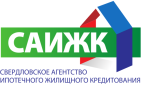 САИЖК
СВЕРДЛОВСКОЕ АГЕНТСТВО
ИПОТЕЧНОГО ЖИЛИЩНОГО КРЕДИТОВАНИЯ